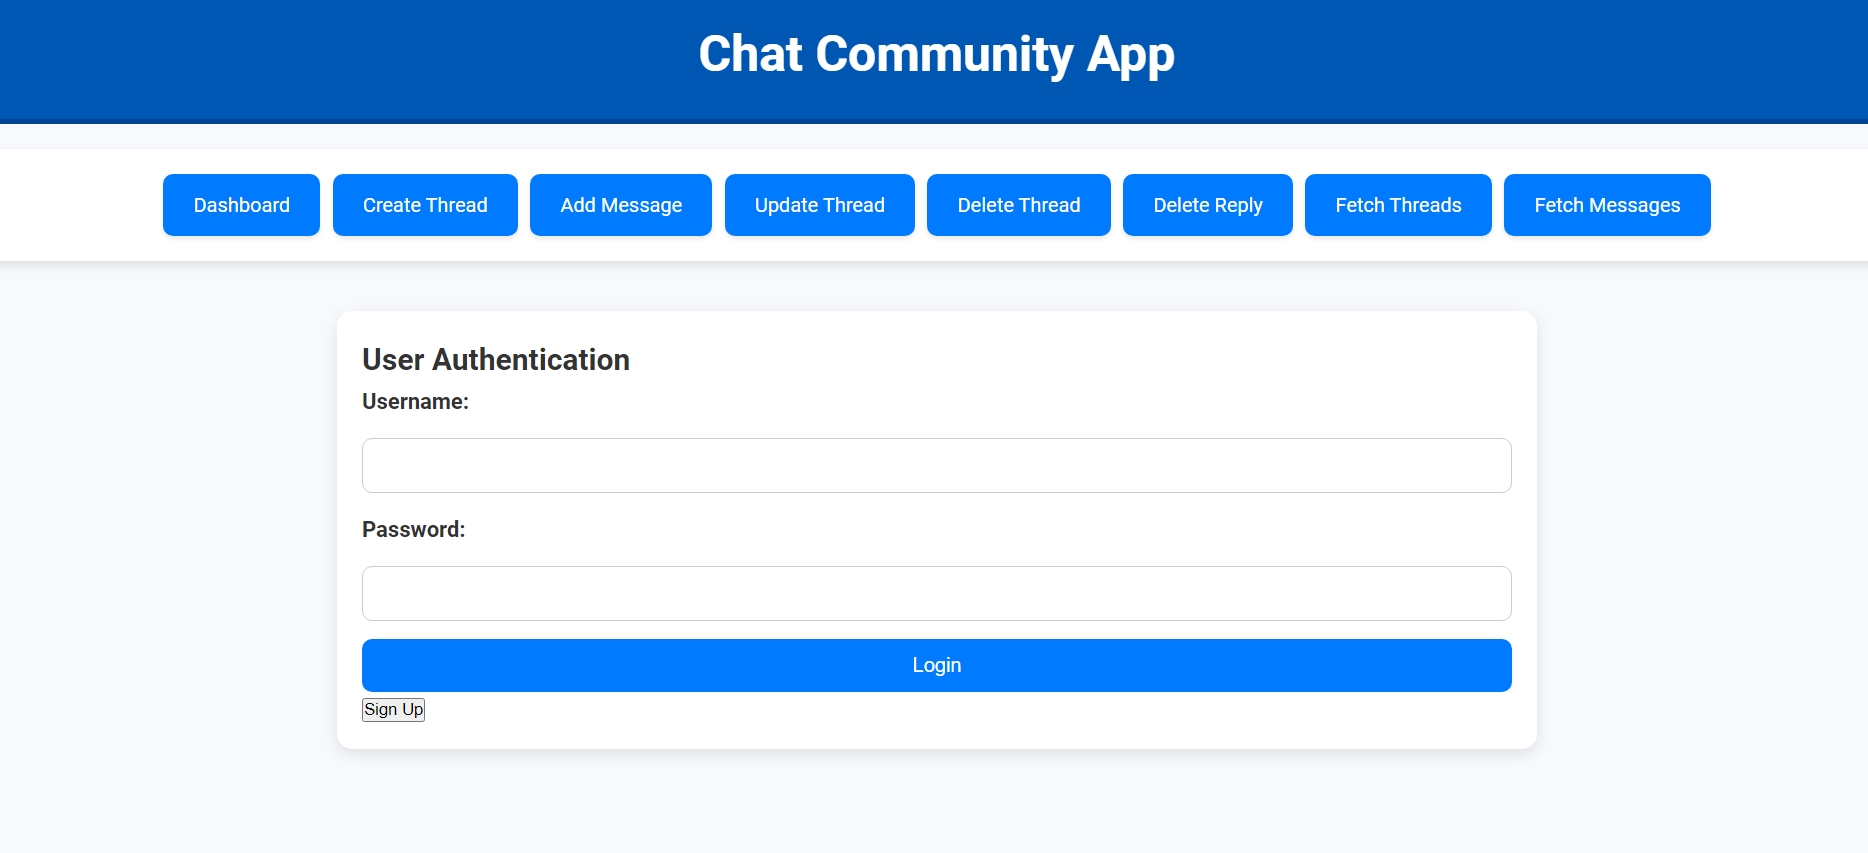 Chat Community App
Dashboard Create Thread Add Message Update Thread Delete Thread Delete Reply Fetch Threads Fetch Messages
User Authentication
Username:
Password:
Login
Sign Up